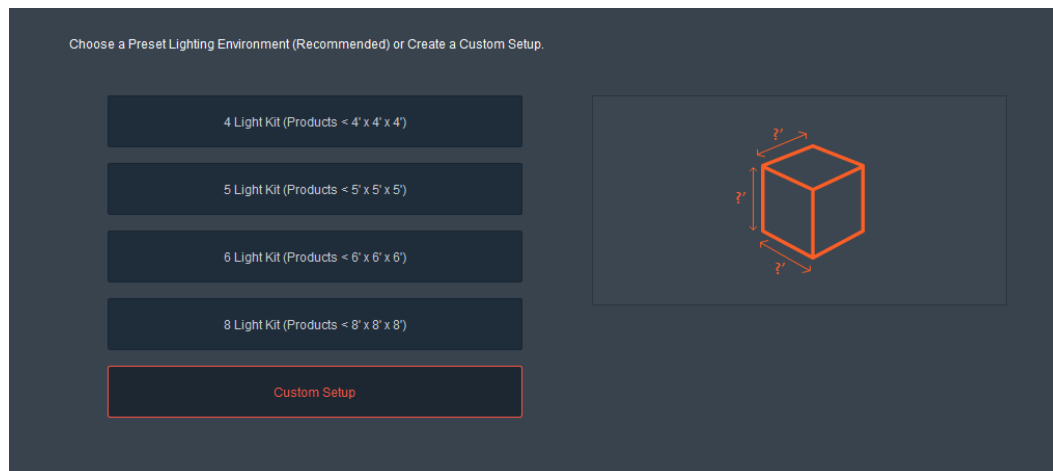 Choose a Preset Lighting Environment (Recommended) or Create a Custom Setup.
4 Light Kit (Products < 4' x 4' x 4')
5 Light Kit (Products < 5' x 5' x 5')
6 Light Kit (Products < 6' x 6' x 6')
8 Light Kit (Products < 8' x 8' x 8')
Custom Setup
?'
?'
?'